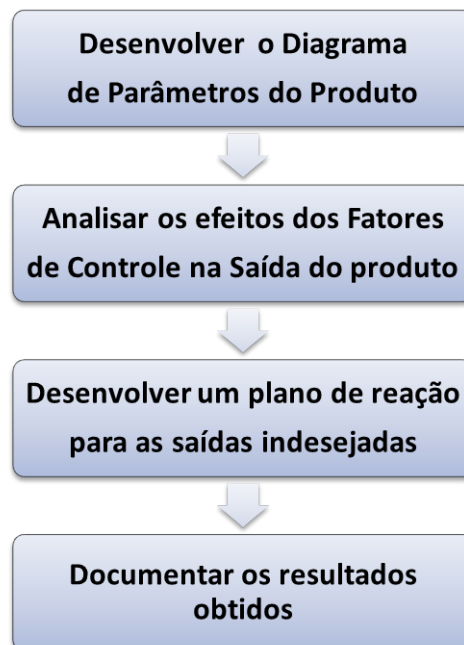 Desenvolver o Diagrama
de Parâmetros do Produto
Analisar os efeitos dos Fatores
de Controle na Saída do produto
Desenvolver um plano de reação
para as saídas indesejadas
Documentar os resultados
obtidos